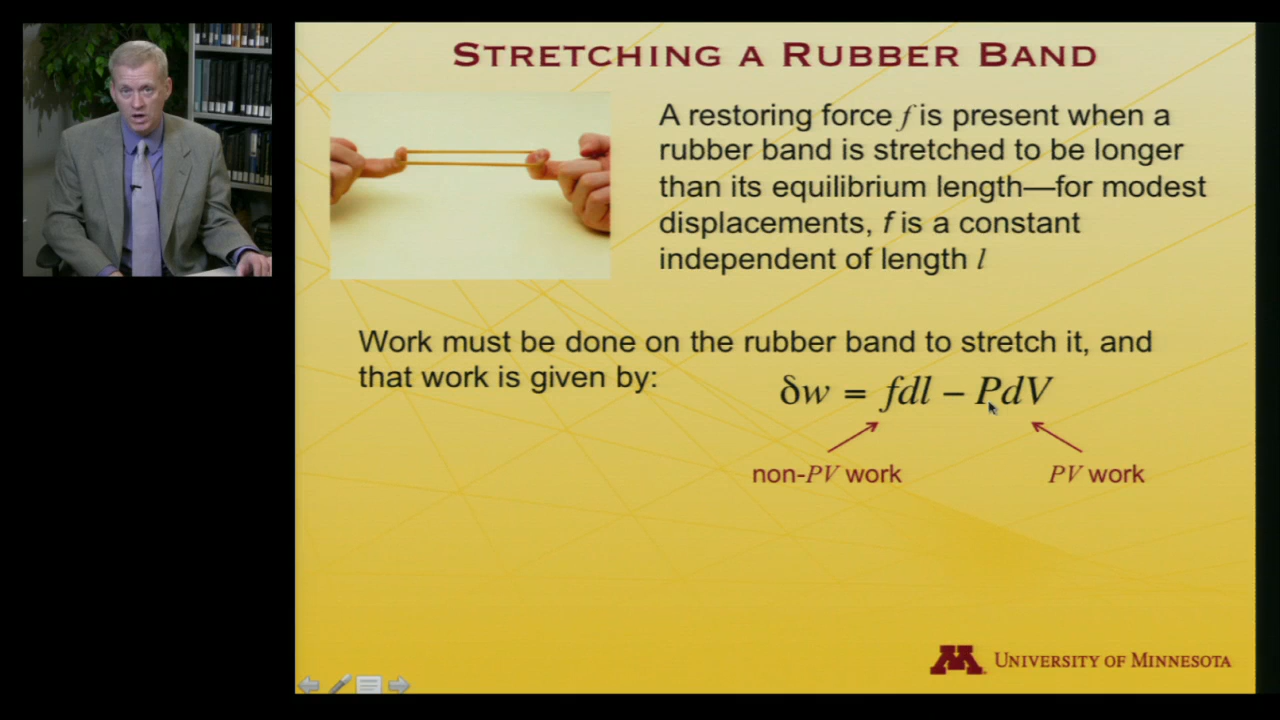 STRETCHING A RUBBER BAND
A restoring force f is present when a
rubber band is stretched to be longer
than its equilibrium length—for modest
displacements, f is a constant
independent of length l
Work must be done on the rubber band to stretch it, and
that work is given by:
δw = fdl − PdV
non-PV work
PV work
M UNIVERSITY OF MINNESOTA